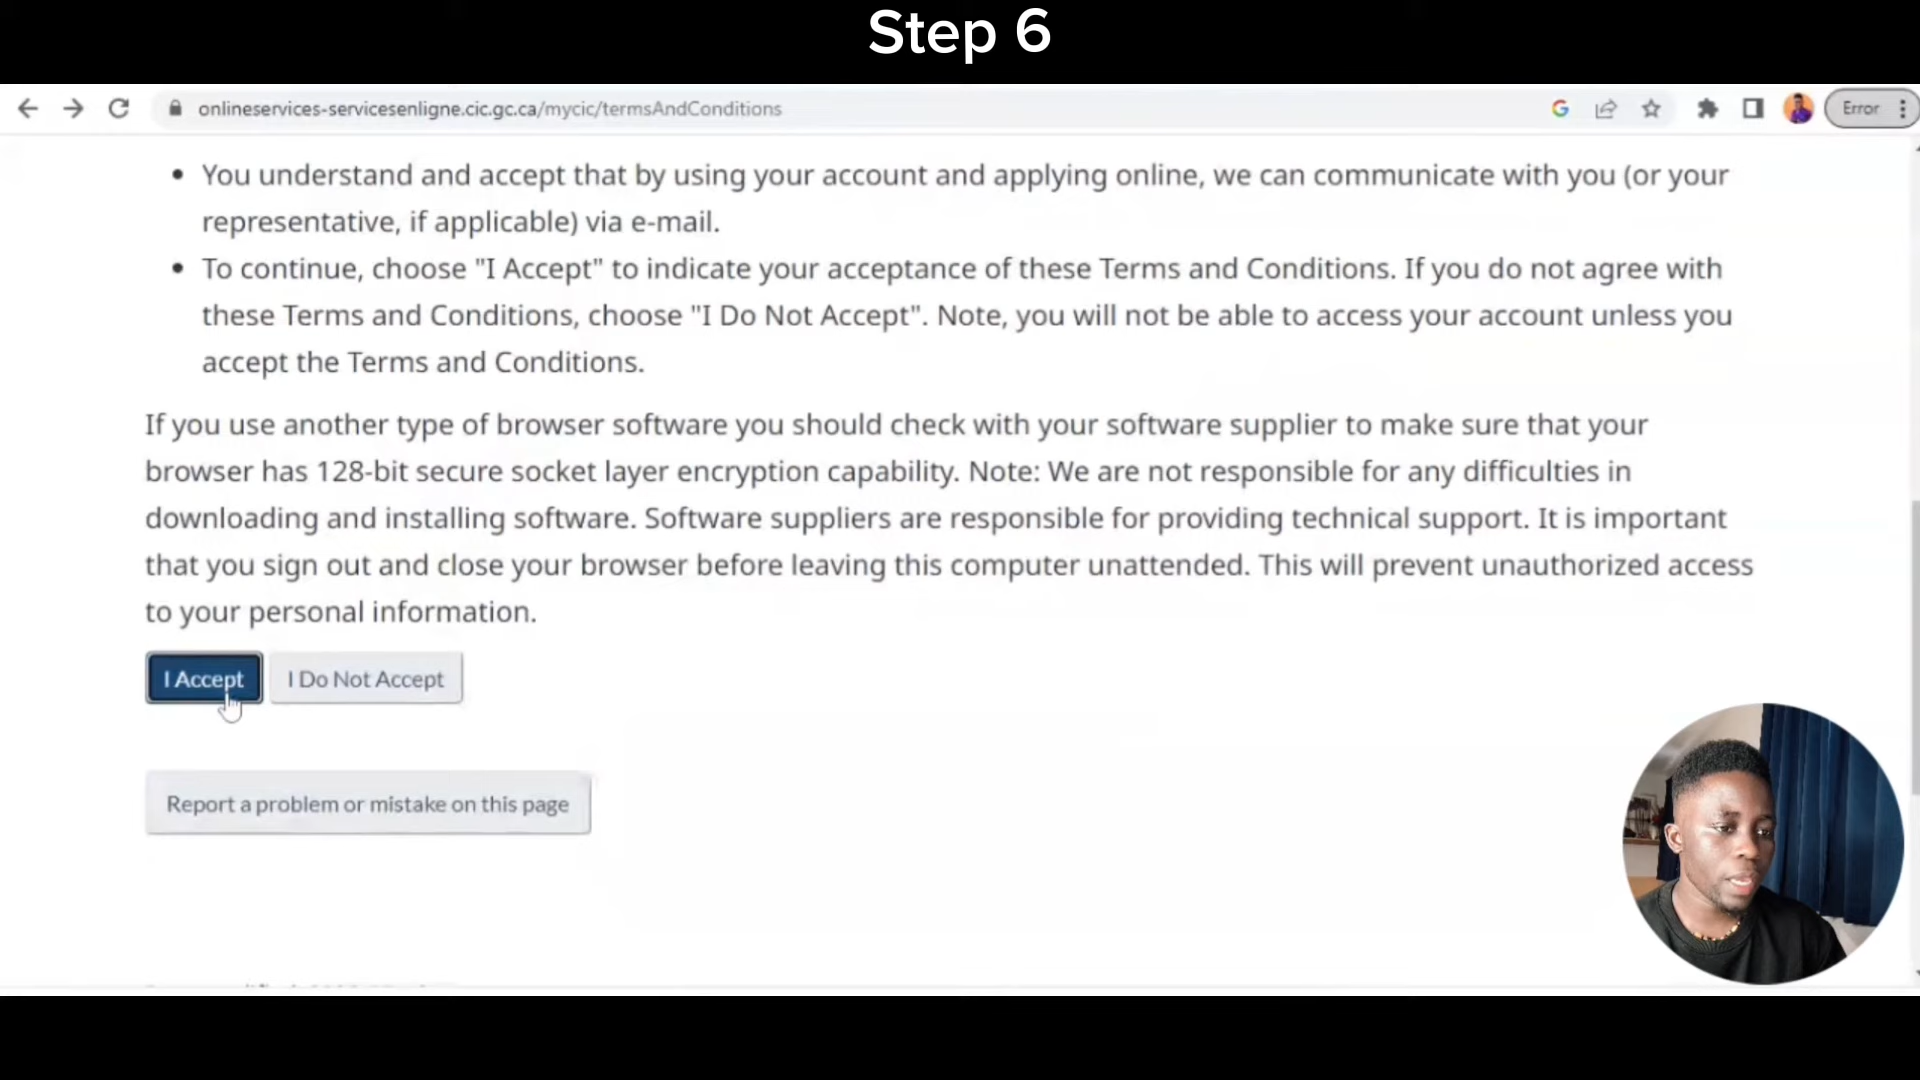 Step 6
onlineservices-servicesenligne.cic.gc.ca/mycic/termsAndConditions
Error
• You understand and accept that by using your account and applying online, we can communicate with you (or your
representative, if applicable) via e-mail.
• To continue, choose "I Accept" to indicate your acceptance of these Terms and Conditions. If you do not agree with
these Terms and Conditions, choose "I Do Not Accept". Note, you will not be able to access your account unless you
accept the Terms and Conditions.
If you use another type of browser software you should check with your software supplier to make sure that your
browser has 128-bit secure socket layer encryption capability. Note: We are not responsible for any difficulties in
downloading and installing software. Software suppliers are responsible for providing technical support. It is important
that you sign out and close your browser before leaving this computer unattended. This will prevent unauthorized access
to your personal information.
I Accept
I Do Not Accept
Report a problem or mistake on this page